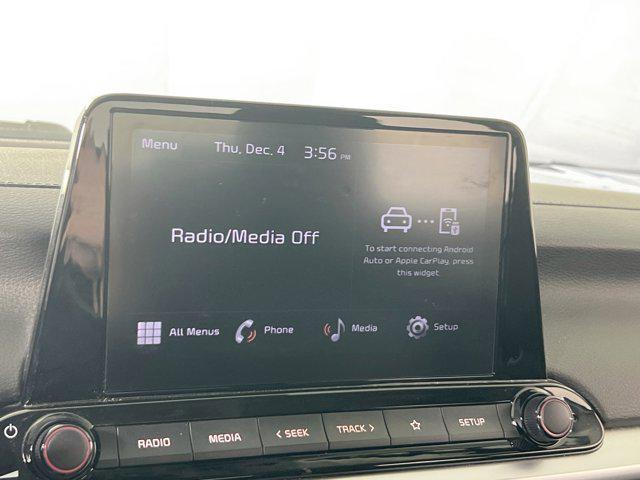 Menu Thu, Dec. 4 3:56 PM
Radio/Media Off
To start connecting Android
Auto or Apple CarPlay, press
this widget.
All Menus Phone Media Setup
RADIO MEDIA < SEEK TRACK > SETUP